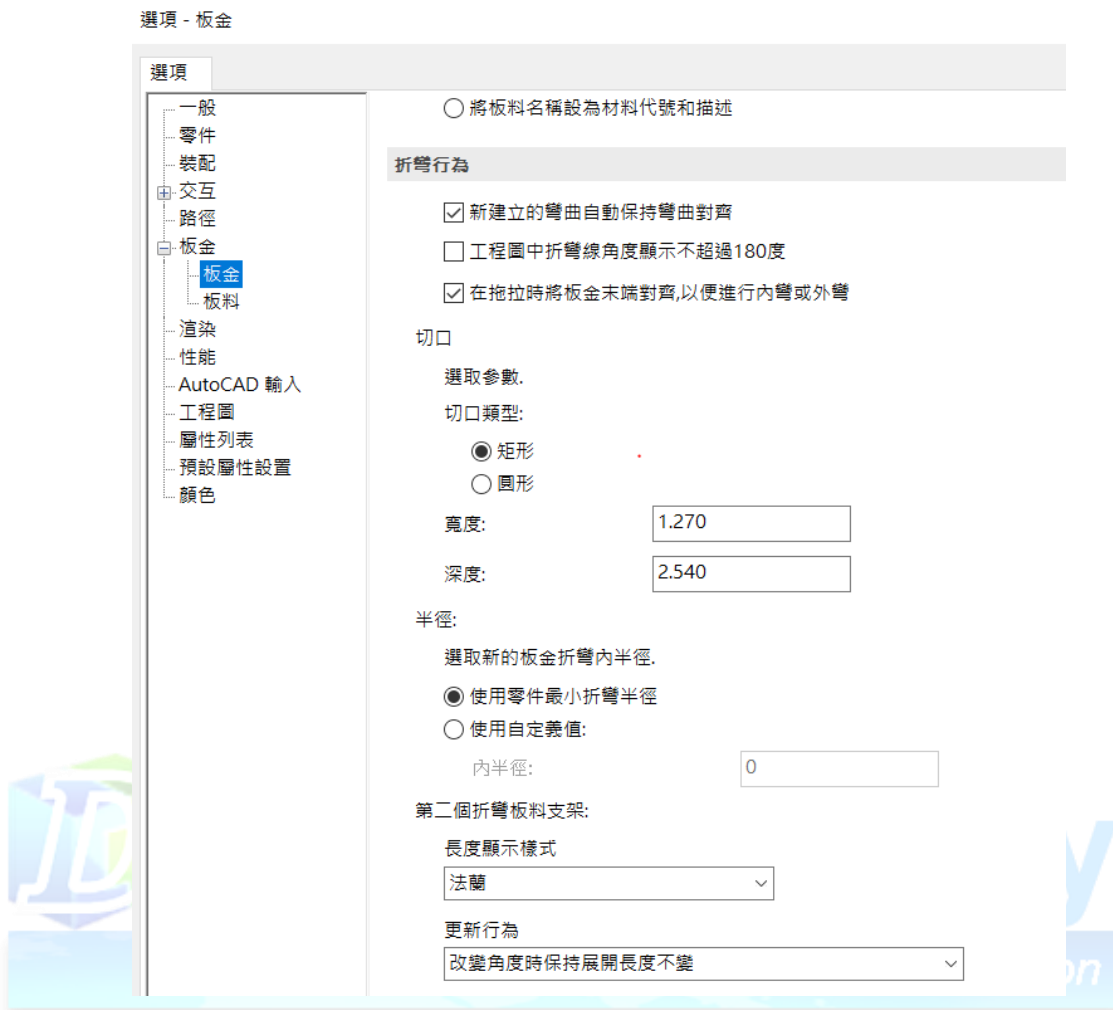 選項 - 板金
選項
一般
零件
裝配
交互
路徑
板金
板金
板料
渲染
性能
AutoCAD 輸入
工程圖
屬性列表
預設屬性設置
顏色
將板料名稱設為材料代號和描述
折彎行為
新建立的彎曲自動保持彎曲對齊
工程圖中折彎線角度顯示不超過180度
在拖拉時將板金末端對齊,以便進行內彎或外彎
切口
選取參數.
切口類型:
矩形
圓形
寬度: 1.270
深度: 2.540
半徑:
選取新的板金折彎內半徑.
使用零件最小折彎半徑
使用自定義值:
內半徑: 0
第二個折彎板料支架:
長度顯示樣式
法蘭
更新行為
改變角度時保持展開長度不變